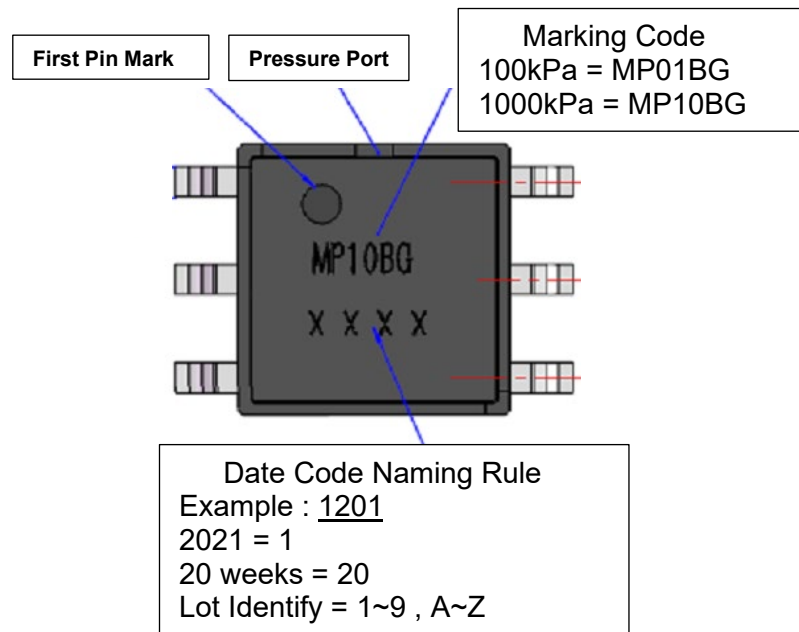 First Pin Mark
Pressure Port
Marking Code
100kPa = MP01BG
1000kPa = MP10BG
MP10BG
X X X X
Date Code Naming Rule
Example : 1201
2021 = 1
20 weeks = 20
Lot Identify = 1~9 , A~Z